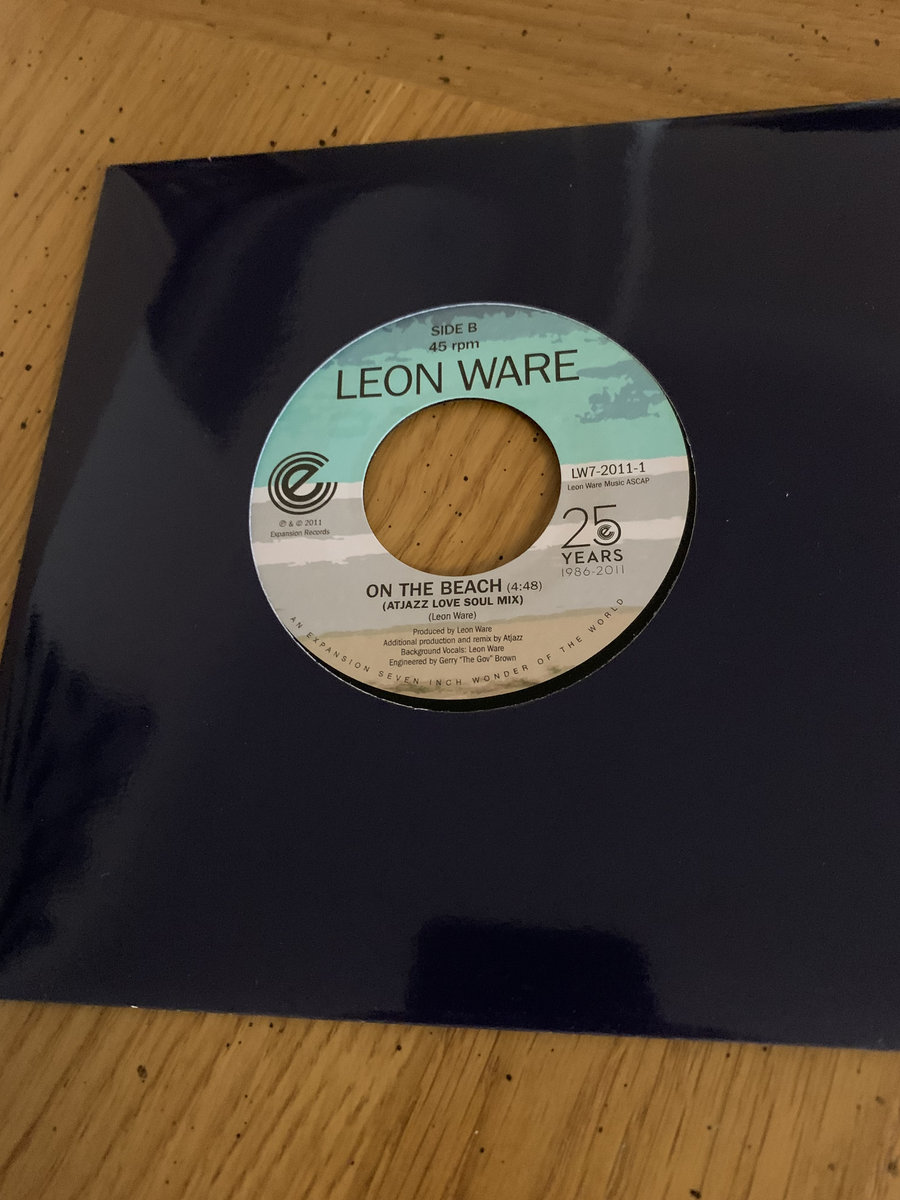 SIDE B
45 rpm
LEON WARE
e
℗ & © 2011
Expansion Records
LW7-2011-1
Leon Ware Music ASCAP
25
e
YEARS
1986-2011
ON THE BEACH (4:48)
(ATJAZZ LOVE SOUL MIX)
(Leon Ware)
Produced by Leon Ware
Additional production and remix by Atjazz
Background Vocals: Leon Ware
Engineered by Gerry "The Gov" Brown
AN EXPANSION SEVEN INCH WONDER OF THE WORLD